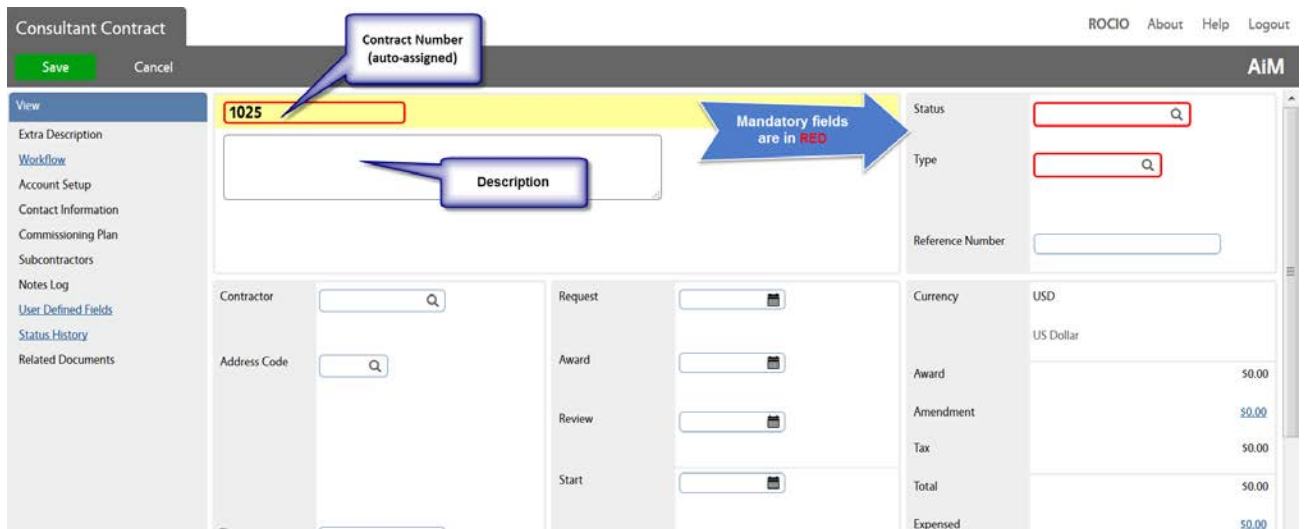 Consultant Contract
ROCIO About Help Logout
Save Cancel
AiM
Contract Number
(auto-assigned)
View
Extra Description
Workflow
Account Setup
Contact Information
Commissioning Plan
Subcontractors
Notes Log
User Defined Fields
Status History
Related Documents
1025
Description
Mandatory fields
are in RED
Status
Type
Reference Number
Contractor
Address Code
Request
Award
Review
Start
Currency USD
US Dollar
Award $0.00
Amendment $0.00
Tax $0.00
Total $0.00
Expensed $0.00